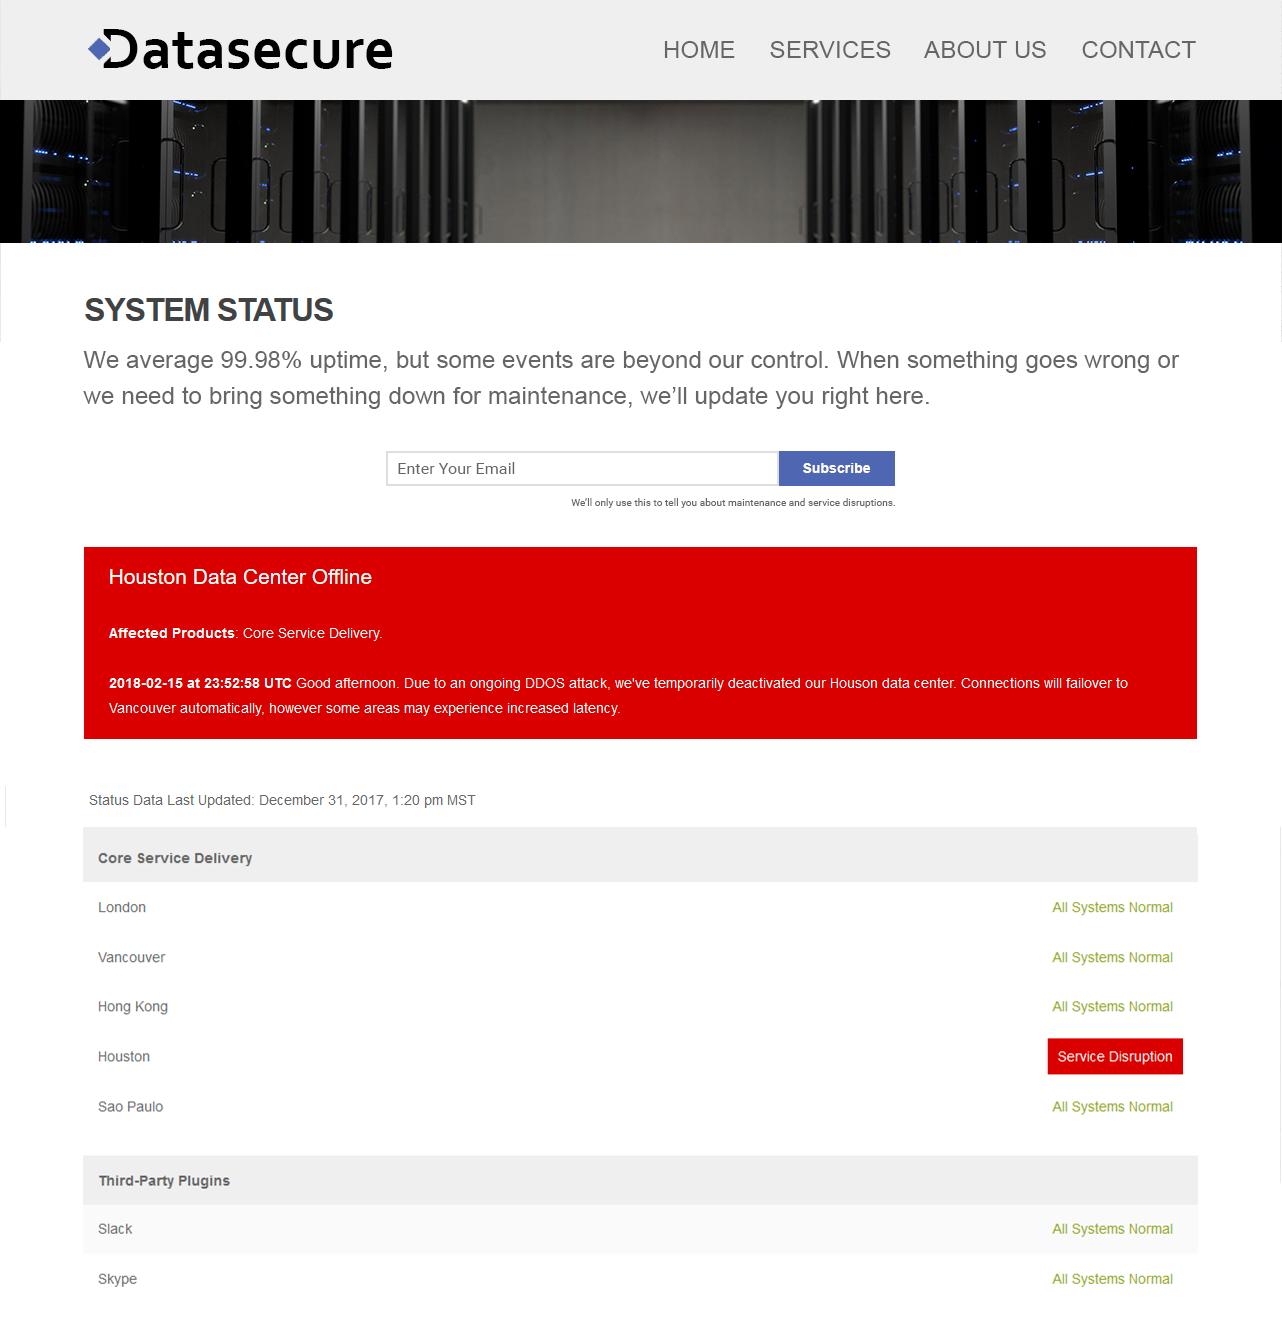 Datasecure
HOME SERVICES ABOUT US CONTACT
SYSTEM STATUS
We average 99.98% uptime, but some events are beyond our control. When something goes wrong or
we need to bring something down for maintenance, we’ll update you right here.
Enter Your Email Subscribe
We’ll only use this to tell you about maintenance and service disruptions.
Houston Data Center Offline
Affected Products: Core Service Delivery.
2018-02-15 at 23:52:58 UTC Good afternoon. Due to an ongoing DDOS attack, we've temporarily deactivated our Houson data center. Connections will failover to
Vancouver automatically, however some areas may experience increased latency.
Status Data Last Updated: December 31, 2017, 1:20 pm MST
Core Service Delivery
London All Systems Normal
Vancouver All Systems Normal
Hong Kong All Systems Normal
Houston Service Disruption
Sao Paulo All Systems Normal
Third-Party Plugins
Slack All Systems Normal
Skype All Systems Normal